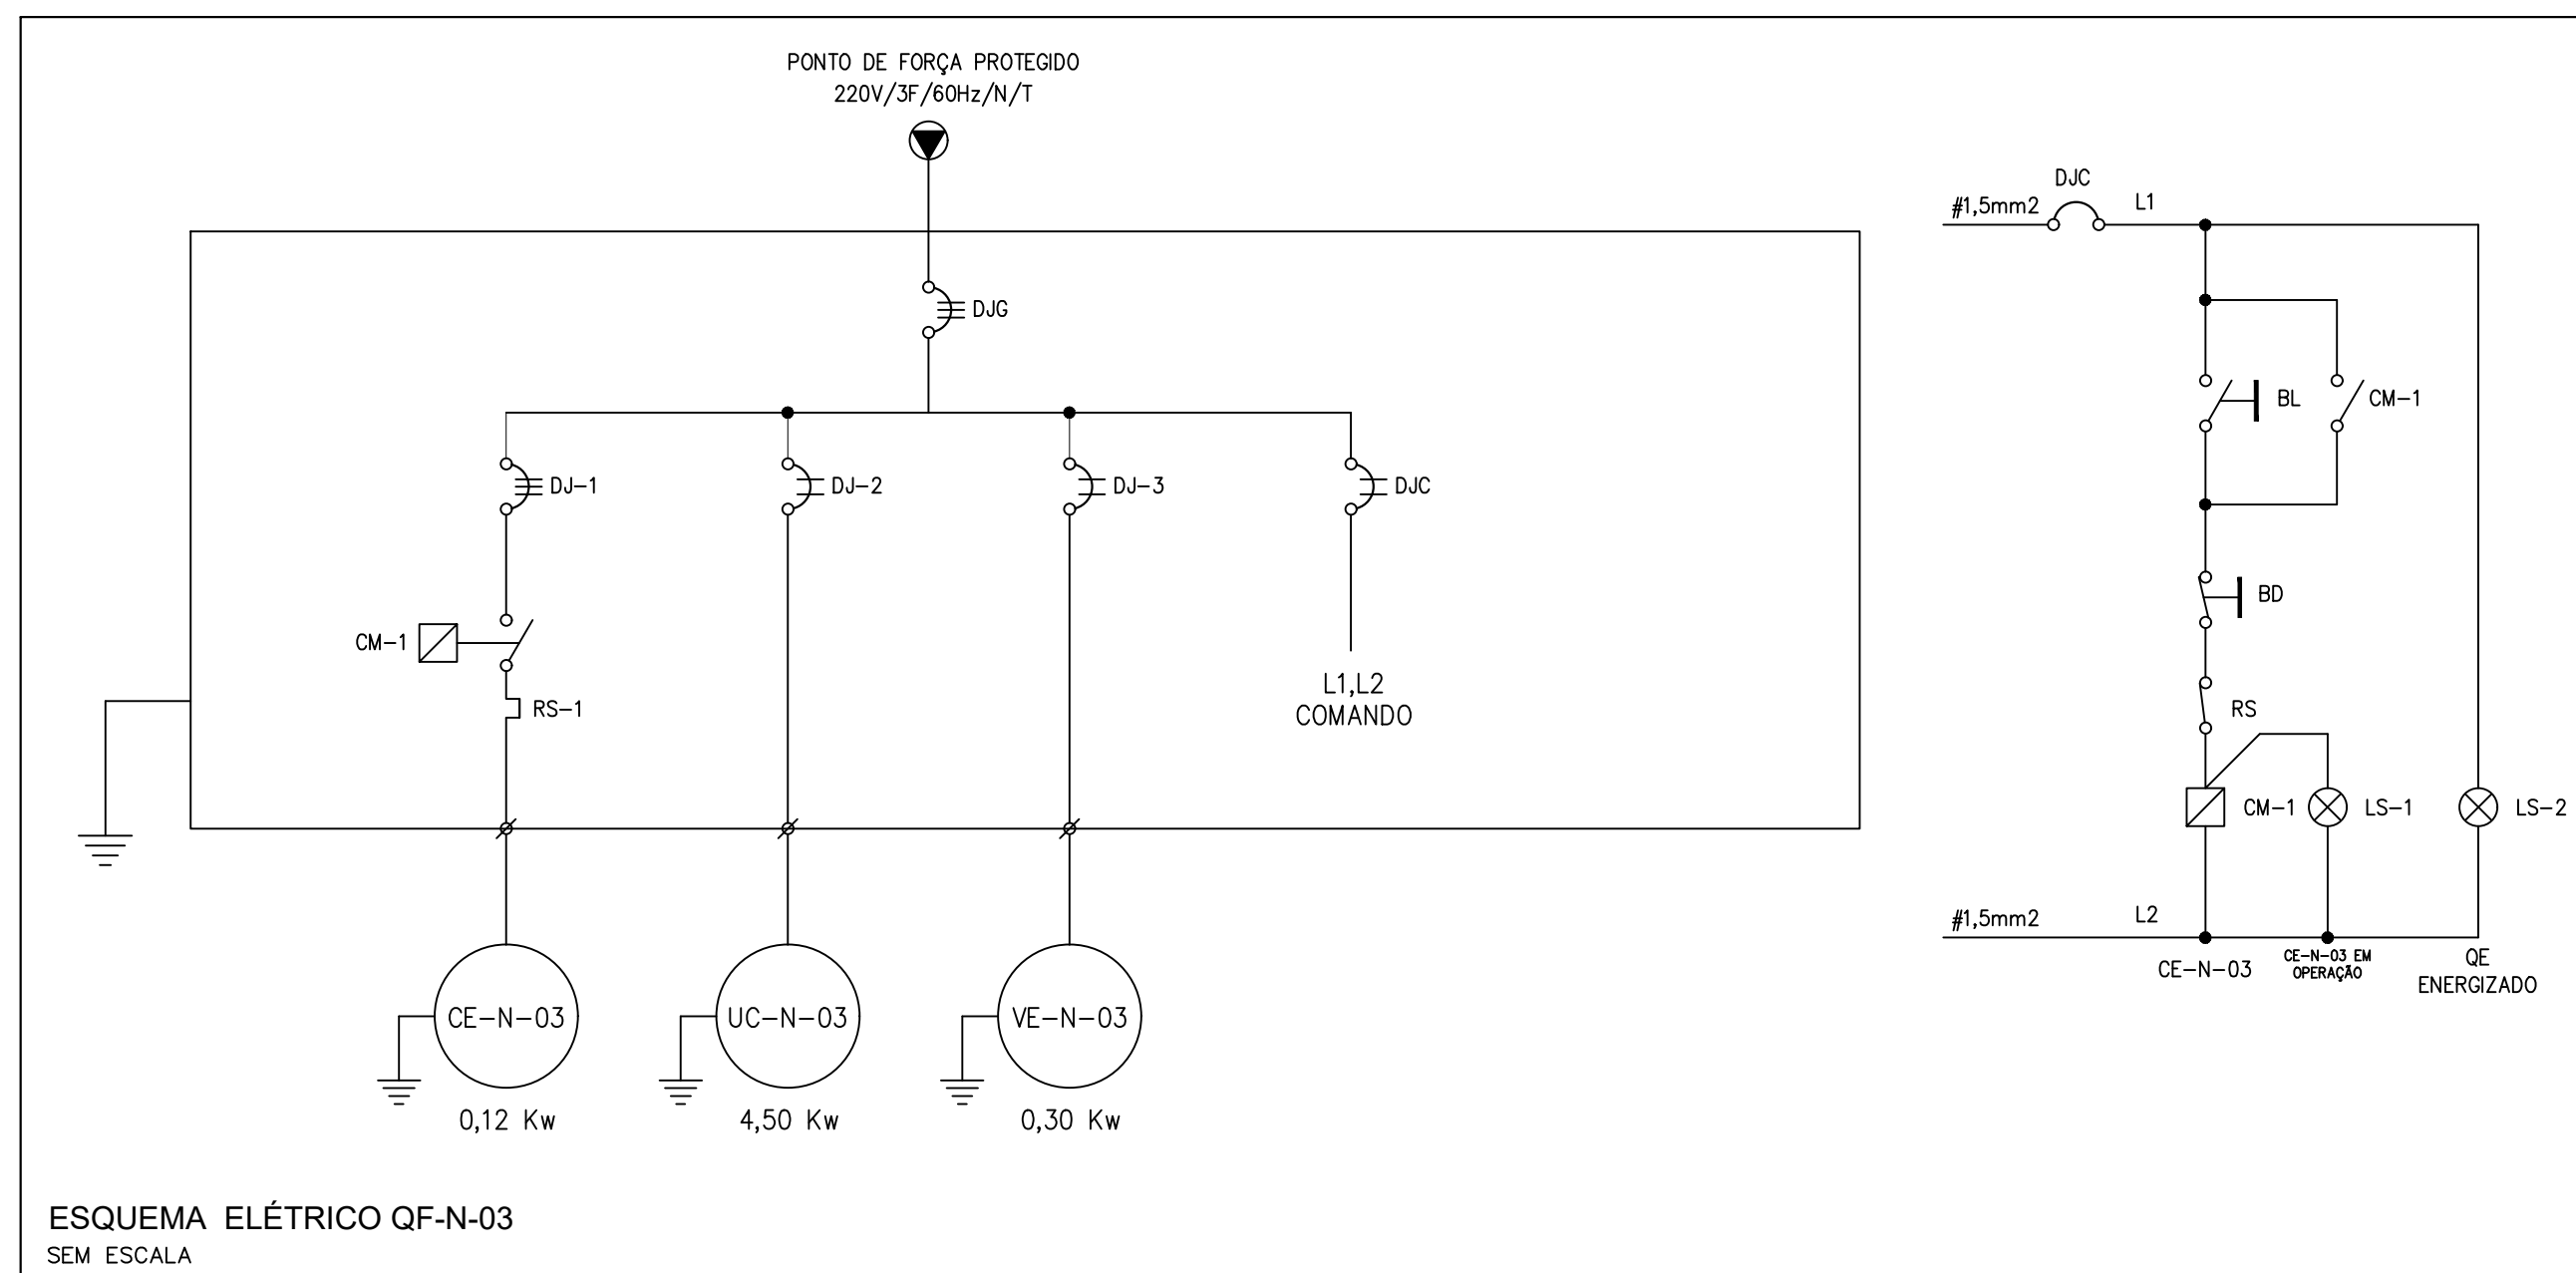 PONTO DE FORÇA PROTEGIDO
220V/3F/60Hz/N/T
DJG
DJ-1
DJ-2
DJ-3
DJC
CM-1
RS-1
L1,L2
COMANDO
CE-N-03
UC-N-03
VE-N-03
0,12 Kw
4,50 Kw
0,30 Kw
DJC
#1,5mm2
L1
BL
CM-1
BD
RS
CM-1
LS-1
LS-2
#1,5mm2
L2
CE-N-03
CE-N-03 EM
OPERAÇÃO
QE
ENERGIZADO
ESQUEMA ELÉTRICO QF-N-03
SEM ESCALA